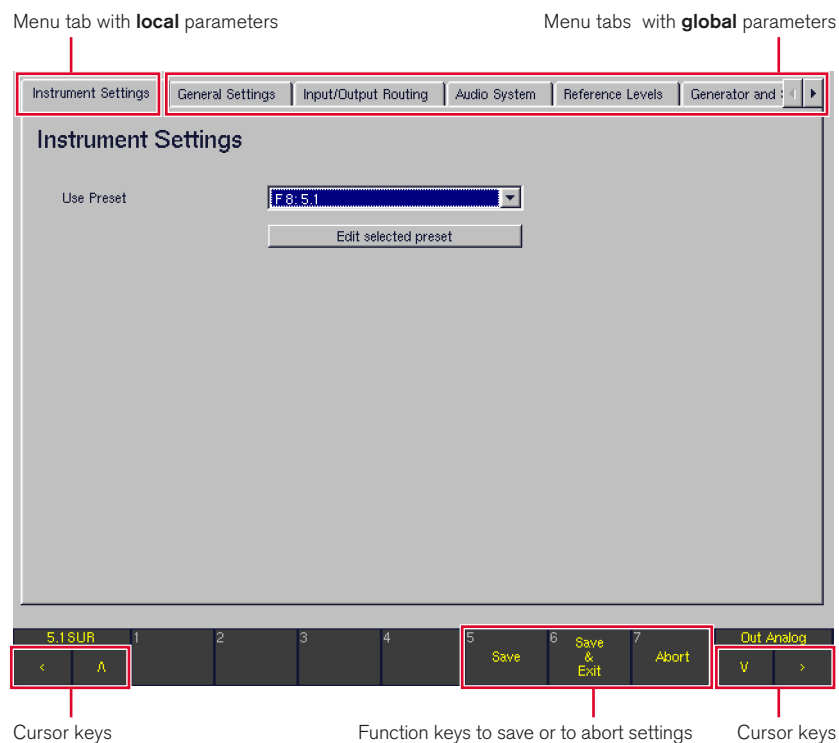 Menu tab with local parameters
Menu tabs with global parameters
Instrument Settings
General Settings
Input/Output Routing
Audio System
Reference Levels
Generator and
Instrument Settings
Use Preset
F 8: 5.1
Edit selected preset
5.1SUR
1
2
3
4
5
Save
6
Save
&
Exit
7
Abort
Out Analog
<
Λ
V
>
Cursor keys
Function keys to save or to abort settings
Cursor keys